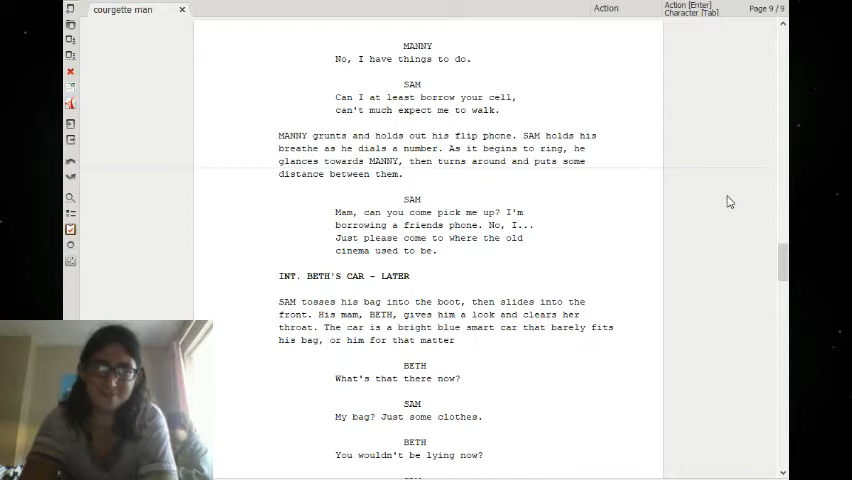 courgette man
Action
Action [Enter]
Character [Tab]
Page 9 / 9
MANNY
No, I have things to do.
SAM
Can I at least borrow your cell,
can't much expect me to walk.
MANNY grunts and holds out his flip phone. SAM holds his
breathe as he dials a number. As it begins to ring, he
glances towards MANNY, then turns around and puts some
distance between them.
SAM
Mam, can you come pick me up? I'm
borrowing a friends phone. No, I...
Just please come to where the old
cinema used to be.
INT. BETH'S CAR - LATER
SAM tosses his bag into the boot, then slides into the
front. His mam, BETH, gives him a look and clears her
throat. The car is a bright blue smart car that barely fits
his bag, or him for that matter
BETH
What's that there now?
SAM
My bag? Just some clothes.
BETH
You wouldn't be lying now?